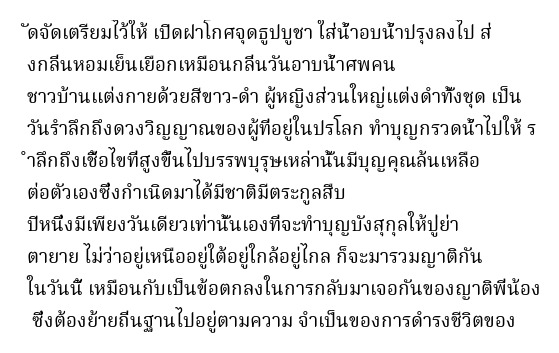 ัดจัดเตรียมไว้ให้ เปิดฝาโกศจุดธูปบูชา ใส่น้ำอบน้ำปรุงลงไป ส่
งกลิ่นหอมเย็นเยือกเหมือนกลิ่นวันอาบน้ำศพคน
ชาวบ้านแต่งกายด้วยสีขาว-ดำ ผู้หญิงส่วนใหญ่แต่งดำทั้งชุด เป็น
วันรำลึกถึงดวงวิญญาณของผู้ที่อยู่ในปรโลก ทำบุญกรวดน้ำไปให้ ร
ำลึกถึงเชื้อไขที่สูงขึ้นไปบรรพบุรุษเหล่านั้นมีบุญคุณล้นเหลือ
ต่อตัวเองซึ่งกำเนิดมาได้มีชาติมีตระกูลสืบ
ปีหนึ่งมีเพียงวันเดียวเท่านั้นเองที่จะทำบุญบังสุกุลให้ปู่ย่า
ตายาย ไม่ว่าอยู่เหนืออยู่ใต้อยู่ใกล้อยู่ไกล ก็จะมารวมญาติกัน
ในวันนี้ เหมือนกับเป็นข้อตกลงในการกลับมาเจอกันของญาติพี่น้อง
ซึ่งต้องย้ายถิ่นฐานไปอยู่ตามความ จำเป็นของการดำรงชีวิตของ